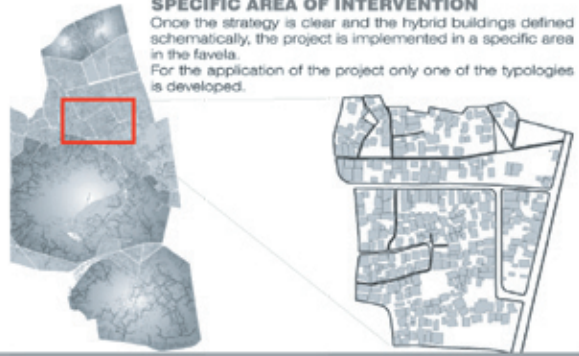 SPECIFIC AREA OF INTERVENTION
Once the strategy is clear and the hybrid buildings defined
schematically, the project is implemented in a specific area
in the favela.
For the application of the project only one of the typologies
is developed.